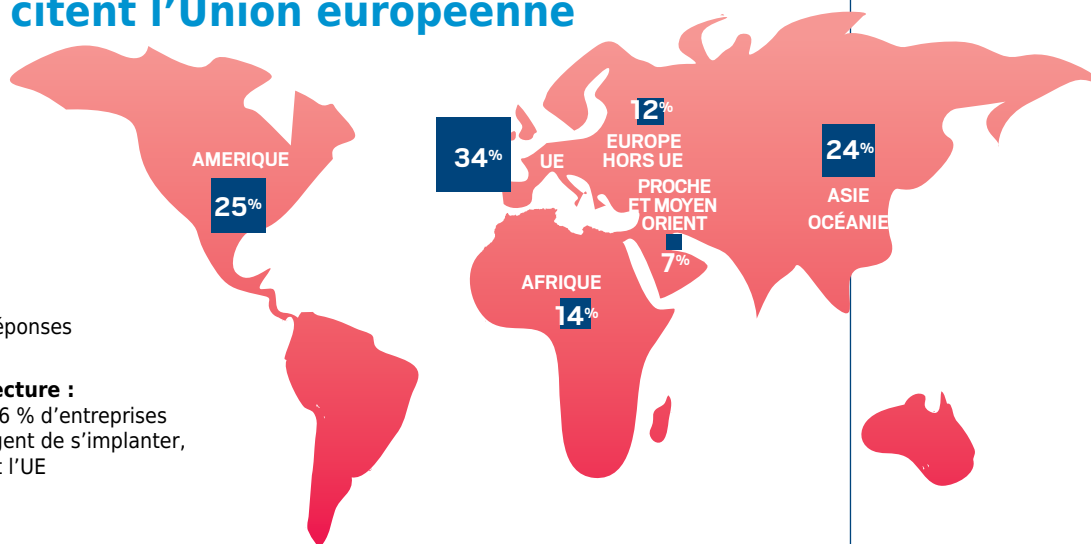 citent l’Union européenne
12%
EUROPE
HORS UE
34%
UE
AMERIQUE
25%
24%
ASIE
OCÉANIE
PROCHE
ET MOYEN
ORIENT
7%
AFRIQUE
14%
éponses
ecture :
6 % d’entreprises
gent de s’implanter,
t l’UE